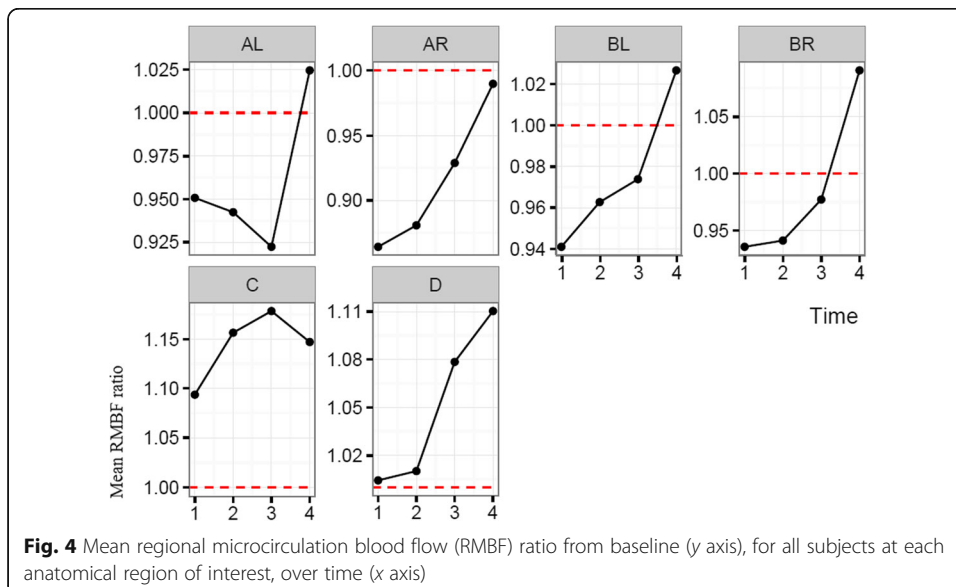 AL
AR
BL
BR
1.025
1.000
0.975
0.950
0.925
1.00
0.95
0.90
1.02
1.00
0.98
0.96
0.94
1 2 3 4
1.05
1.00
0.95
1 2 3 4
Time
C
D
Mean RMBF ratio
1.15
1.10
1.05
1.00
1 2 3 4
1.11
1.08
1.05
1.02
1 2 3 4
Fig. 4 Mean regional microcirculation blood flow (RMBF) ratio from baseline (y axis), for all subjects at each
anatomical region of interest, over time (x axis)